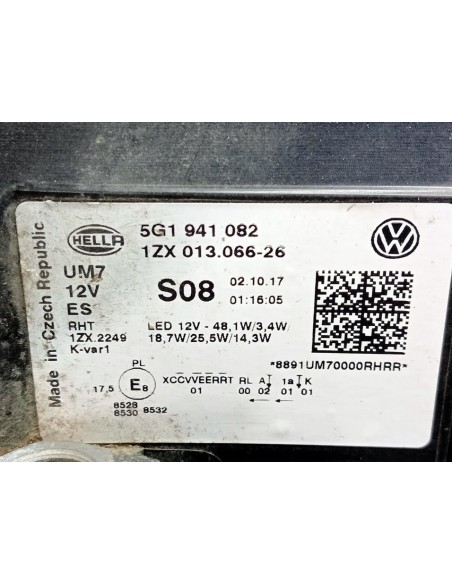 Made in Czech Republic
HELLA
5G1 941 082
1ZX 013.066-26
UM7
12V
ES
S08
02.10.17
01:16:05
RHT
1ZX.2249
K-var1
LED 12V - 48,1W/3,4W/
18,7W/25,5W/14,3W
*8891UM70000RHRR*
PL
17,5
E8
XCCVVEERRT RL A 1a K
01 00 02 01 01
8528
8530 8532